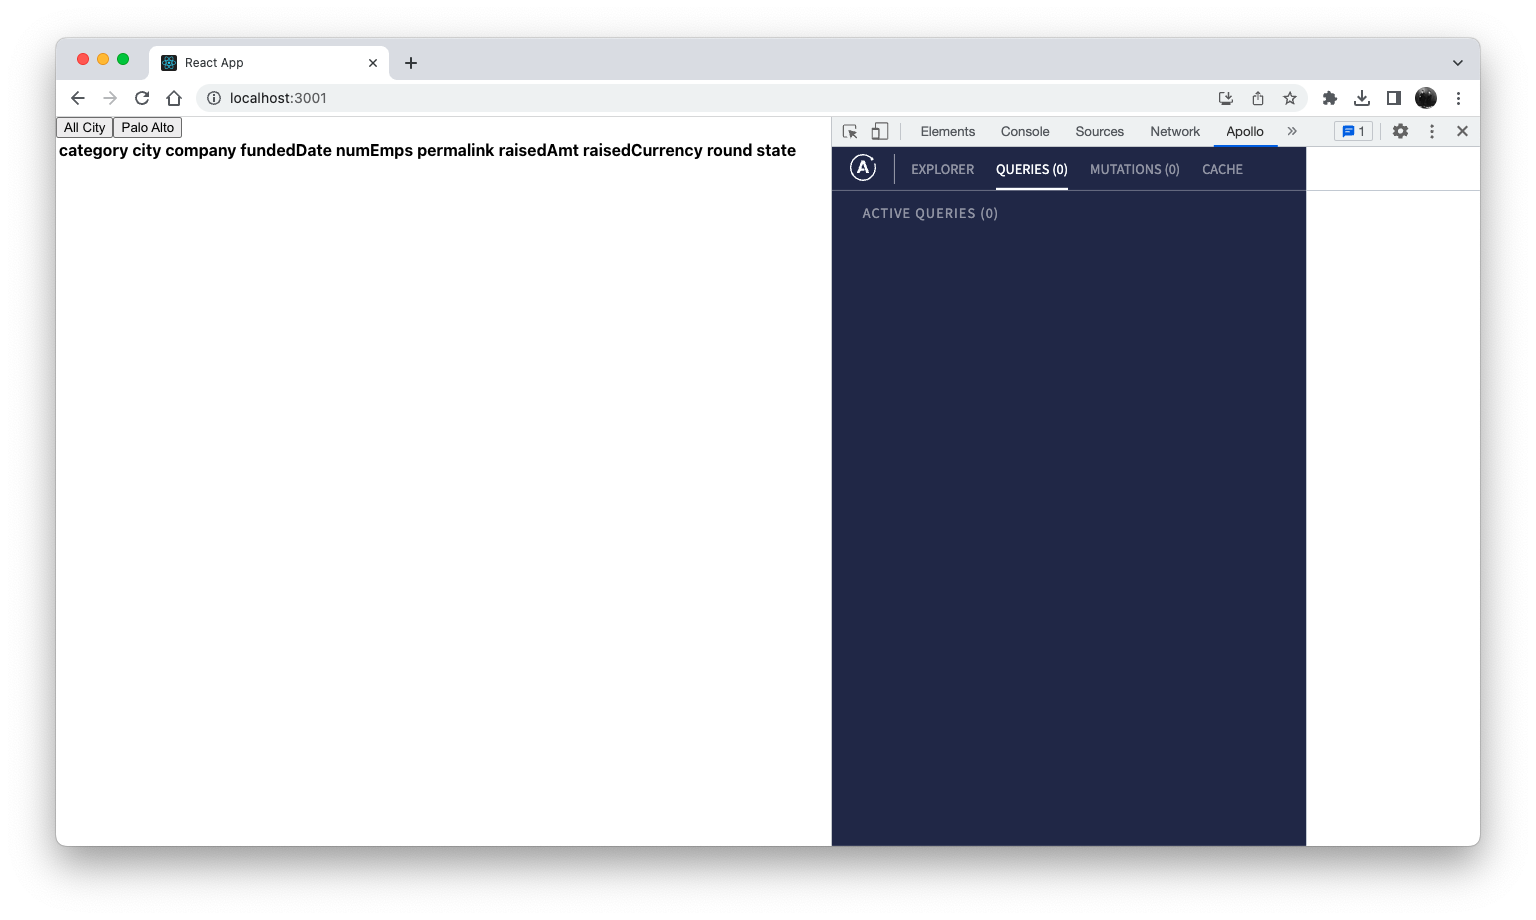 React App
localhost:3001
All City Palo Alto
category city company fundedDate numEmps permalink raisedAmt raisedCurrency round state
Elements Console Sources Network Apollo » 1
A EXPLORER QUERIES (0) MUTATIONS (0) CACHE
ACTIVE QUERIES (0)